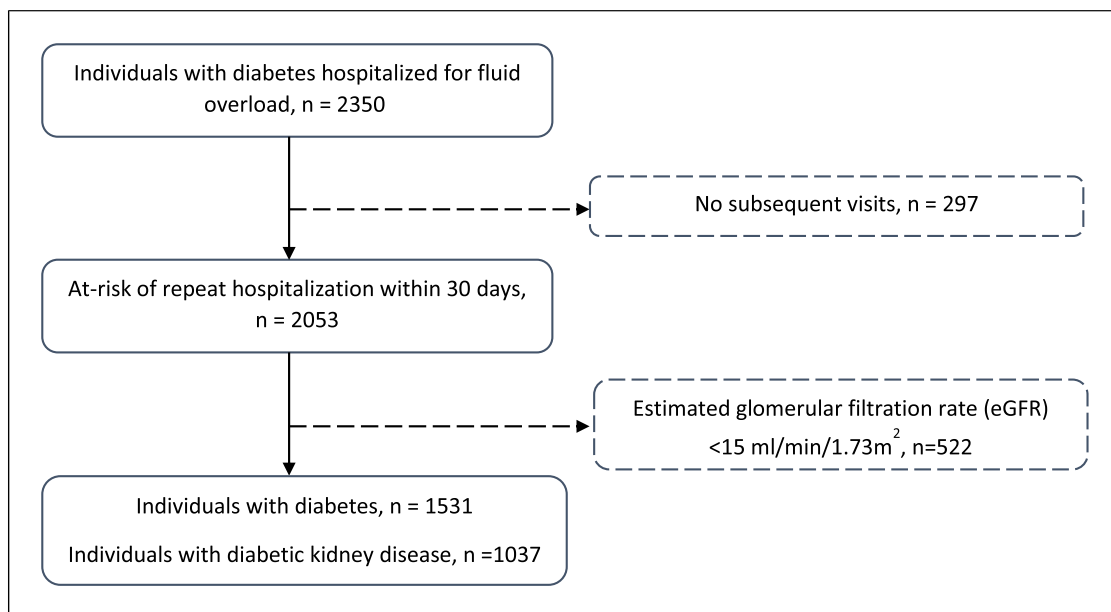 Individuals with diabetes hospitalized for fluid
overload, n = 2350
No subsequent visits, n = 297
At-risk of repeat hospitalization within 30 days,
n = 2053
Estimated glomerular filtration rate (eGFR)
<15 ml/min/1.73m², n=522
Individuals with diabetes, n = 1531
Individuals with diabetic kidney disease, n =1037